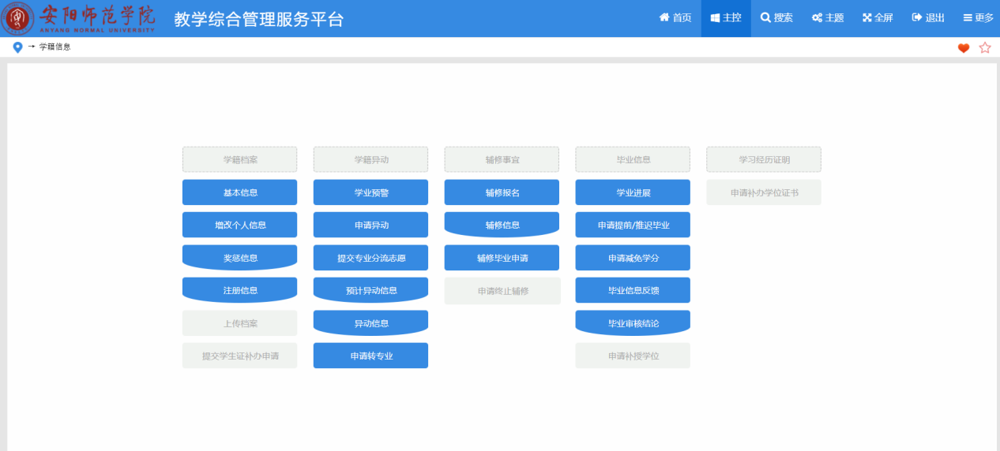 安阳师范学院
ANYANG NORMAL UNIVERSITY
教学综合管理服务平台
首页 主控 搜索 主题 全屏 退出 更多
→ 学籍信息
学籍档案 学籍异动 辅修事宜 毕业信息 学习经历证明
基本信息 学业预警 辅修报名 学业进展 申请补办学位证书
增改个人信息 申请异动 辅修信息 申请提前/推迟毕业
奖惩信息 提交专业分流志愿 辅修毕业申请 申请减免学分
注册信息 预计异动信息 申请终止辅修 毕业信息反馈
上传档案 异动信息 毕业审核结论
提交学生证补办申请 申请转专业 申请补授学位